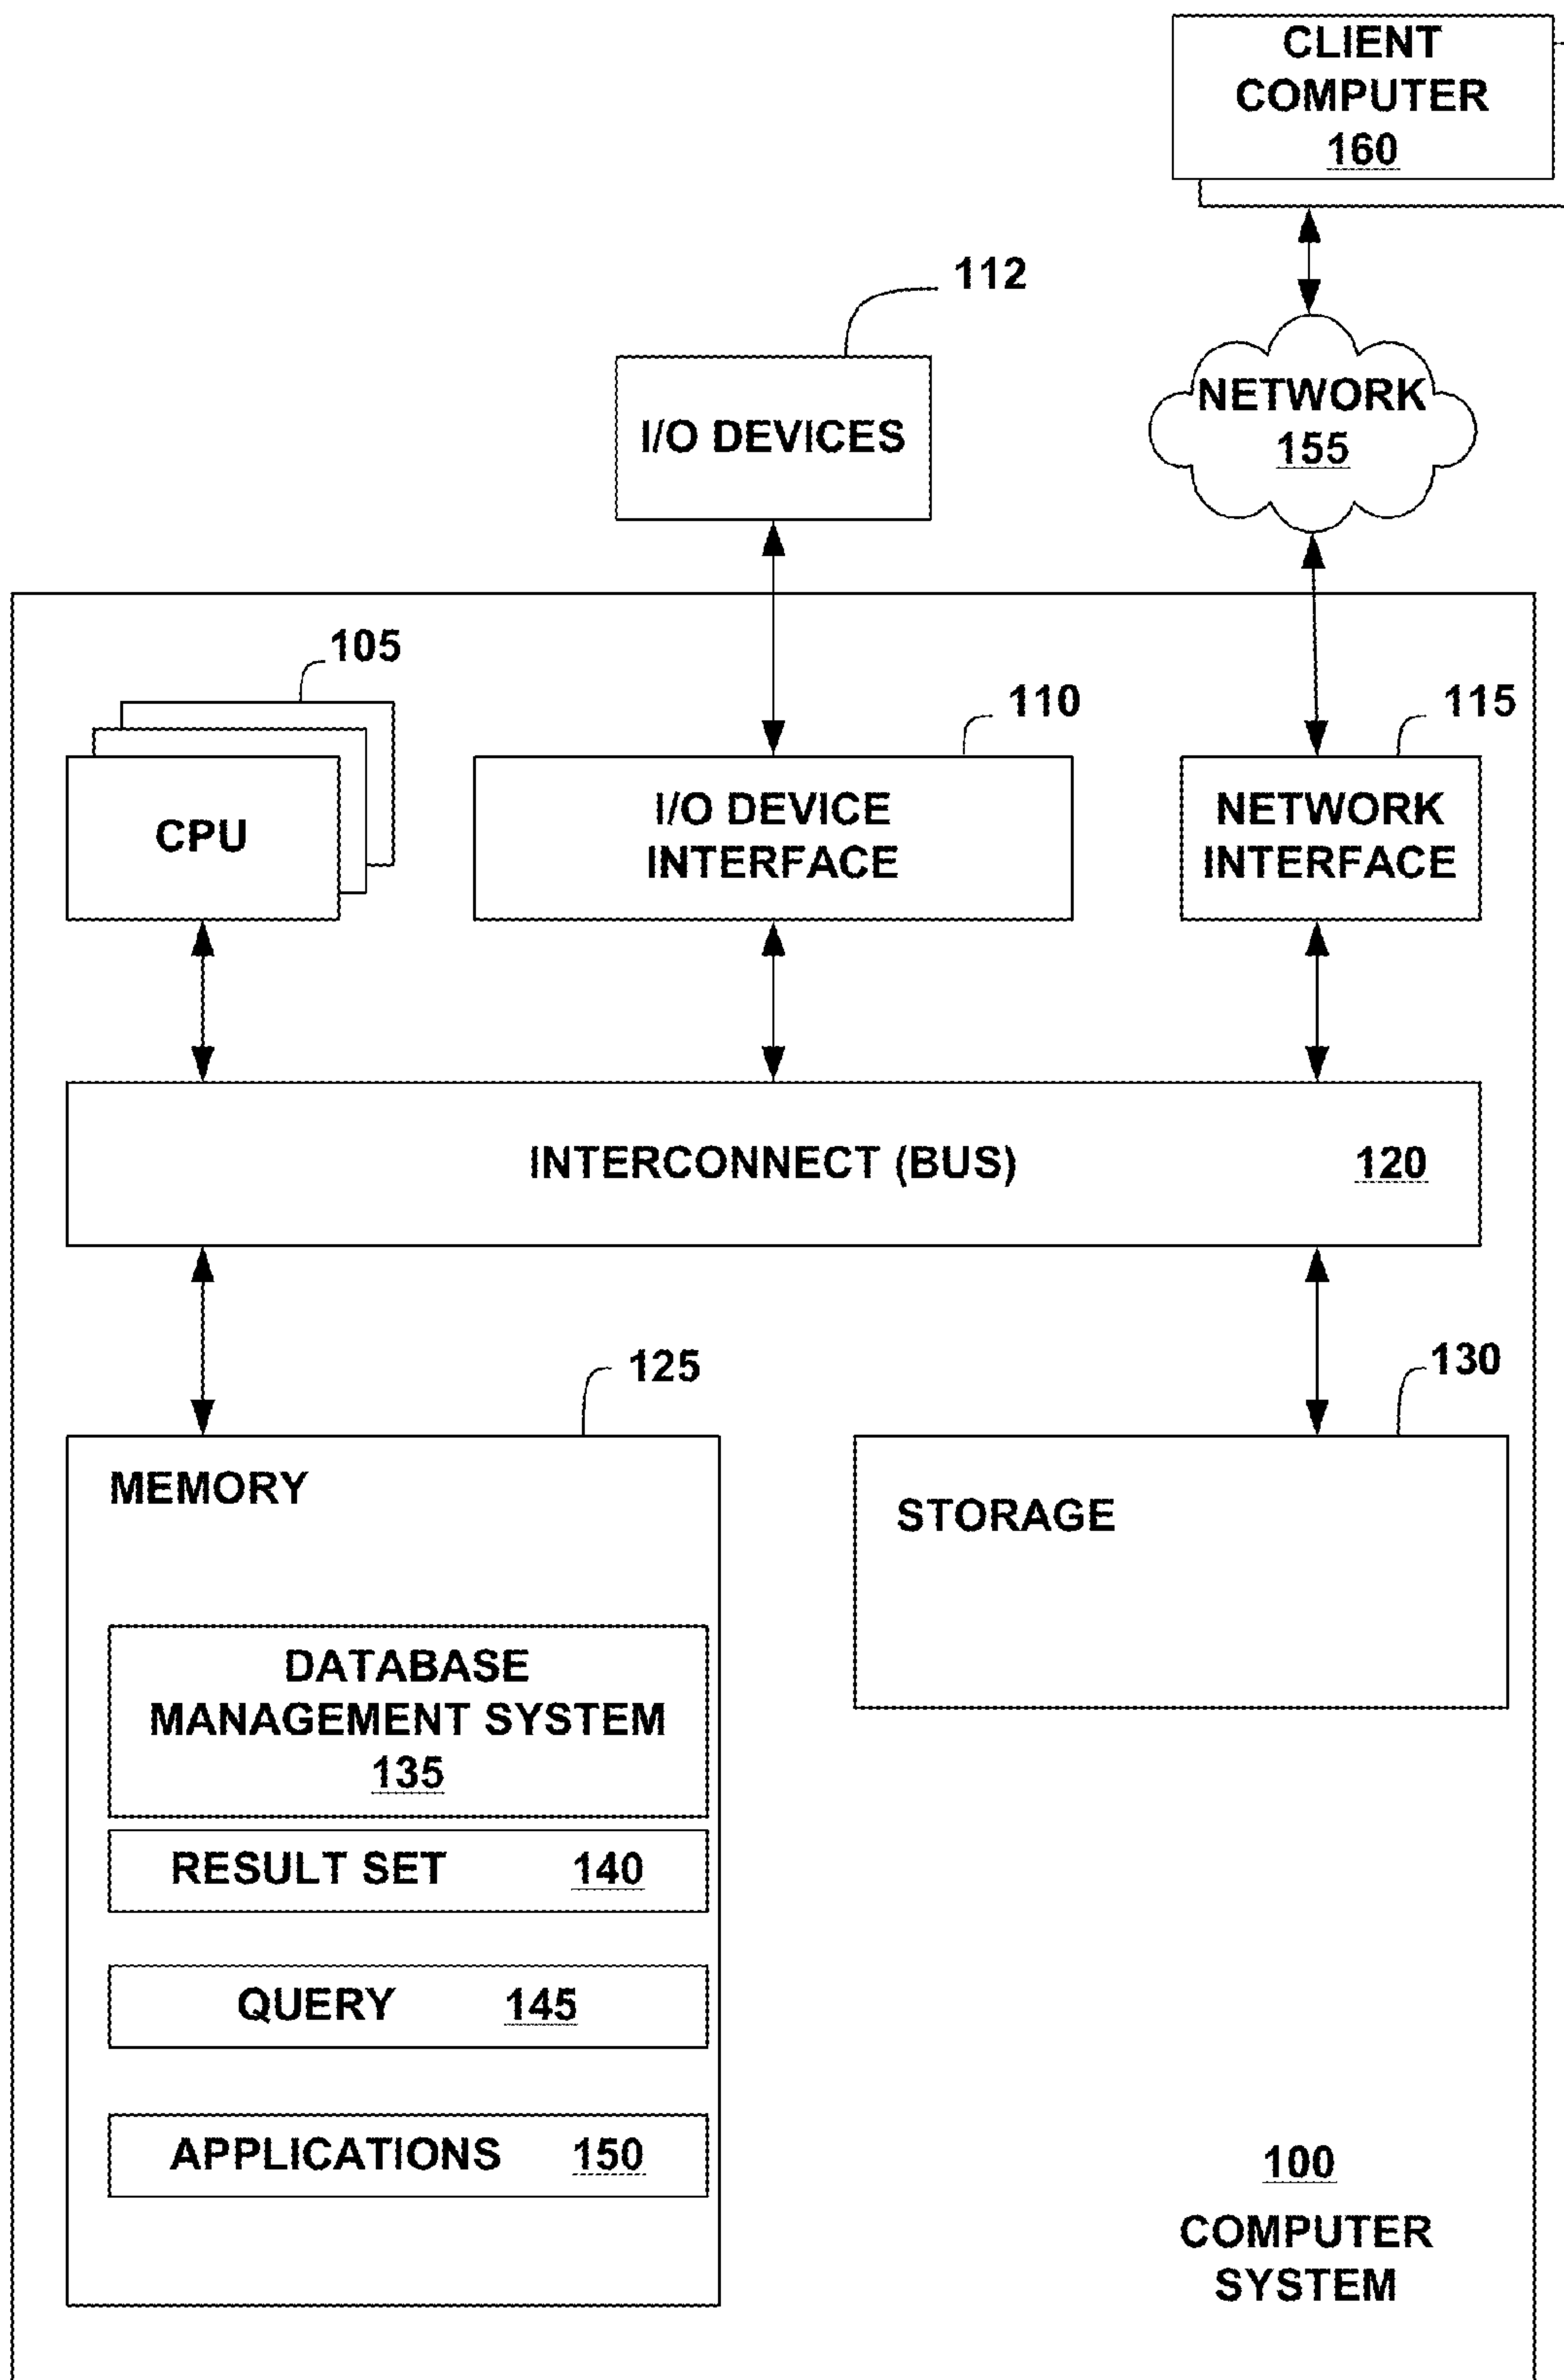 CLIENT
COMPUTER
160
112
I/O DEVICES
NETWORK
155
105
110
115
CPU
I/O DEVICE
INTERFACE
NETWORK
INTERFACE
INTERCONNECT (BUS) 120
125
130
MEMORY
STORAGE
DATABASE
MANAGEMENT SYSTEM
135
RESULT SET 140
QUERY 145
APPLICATIONS 150
100
COMPUTER
SYSTEM